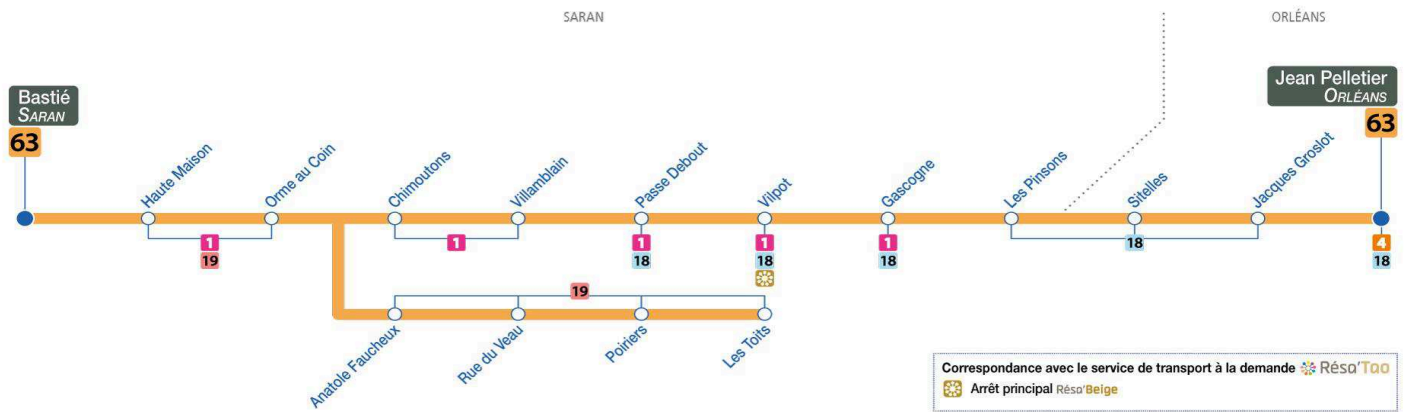 SARAN
ORLÉANS
Bastié
SARAN
63
Jean Pelletier
ORLÉANS
63
Haute Maison
Orme au Coin
Chimoutons
Villamblain
Passe Debout
Vilpot
Gascogne
Les Pinsons
Sitelles
Jacques Groslot
1
19
1
1
18
1
18
1
18
18
4
18
19
Anatole Faucheux
Rue du Veau
Poiriers
Les Toits
Correspondance avec le service de transport à la demande Résa'Tao
Arrêt principal Résa'Beige